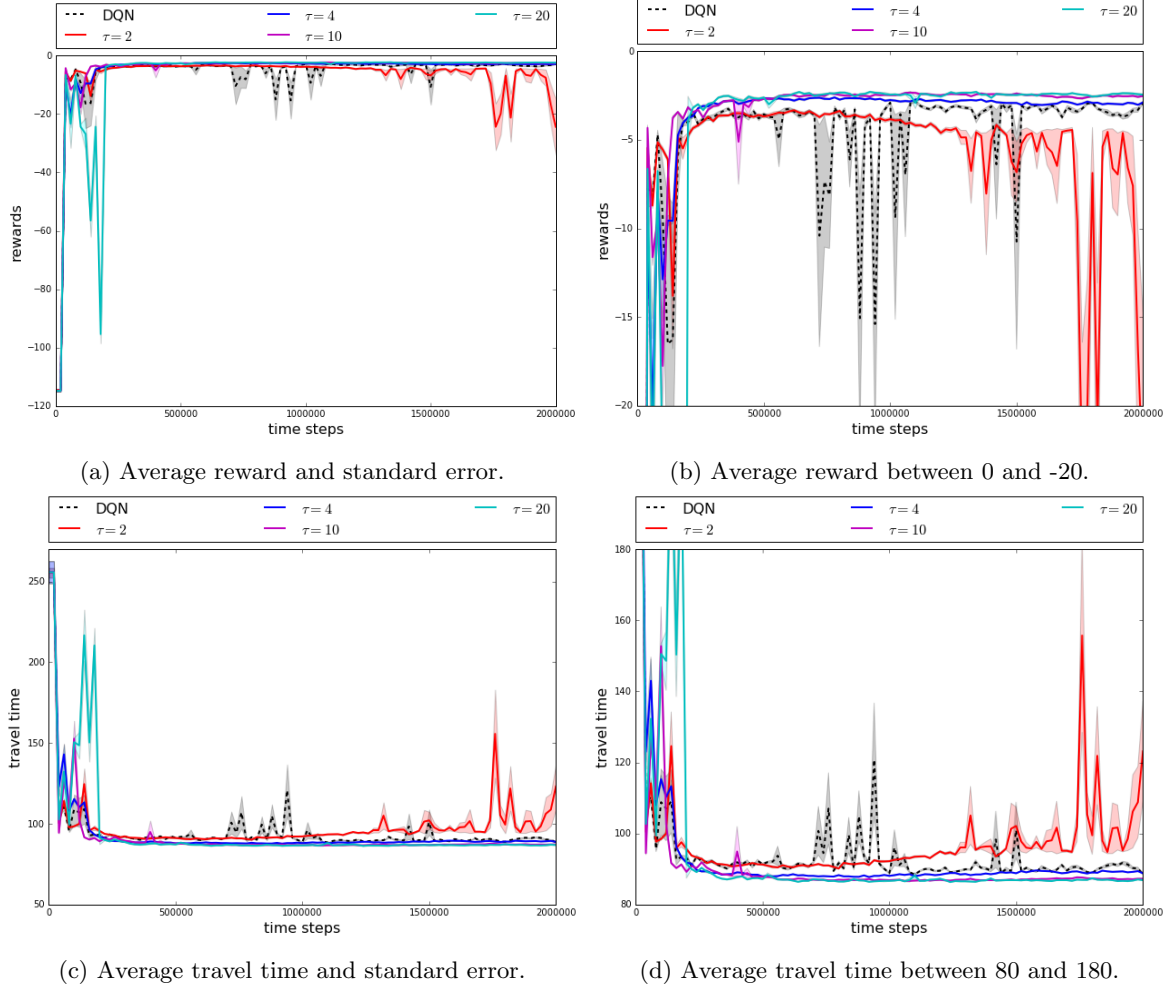 DQN τ = 4 τ = 20
τ = 2 τ = 10
0
−20
−40
−60
−80
−100
−120
rewards
0 500000 1000000 1500000 2000000
time steps
(a) Average reward and standard error.
DQN τ = 4 τ = 20
τ = 2 τ = 10
0
−5
−10
−15
−20
rewards
0 500000 1000000 1500000 2000000
time steps
(b) Average reward between 0 and -20.
DQN τ = 4 τ = 20
τ = 2 τ = 10
250
200
150
100
50
travel time
0 500000 1000000 1500000 2000000
time steps
(c) Average travel time and standard error.
DQN τ = 4 τ = 20
τ = 2 τ = 10
180
160
140
120
100
80
travel time
0 500000 1000000 1500000 2000000
time steps
(d) Average travel time between 80 and 180.